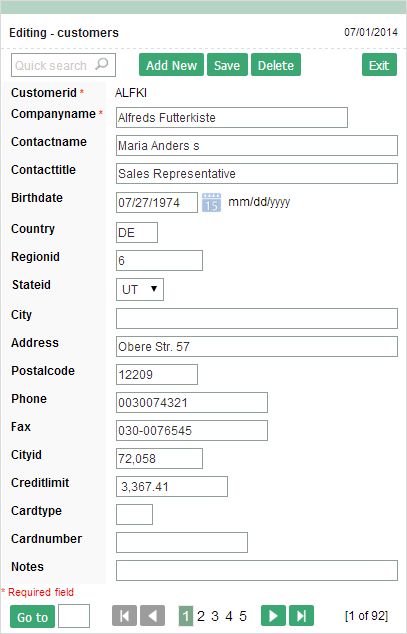 Editing - customers 07/01/2014
Quick search Add New Save Delete Exit
Customerid * ALFKI
Companyname * Alfreds Futterkiste
Contactname Maria Anders s
Contacttitle Sales Representative
Birthdate 07/27/1974 15 mm/dd/yyyy
Country DE
Regionid 6
Stateid UT
City
Address Obere Str. 57
Postalcode 12209
Phone 0030074321
Fax 030-0076545
Cityid 72,058
Creditlimit 3,367.41
Cardtype
Cardnumber
Notes
* Required field
Go to 1 2 3 4 5 [1 of 92]